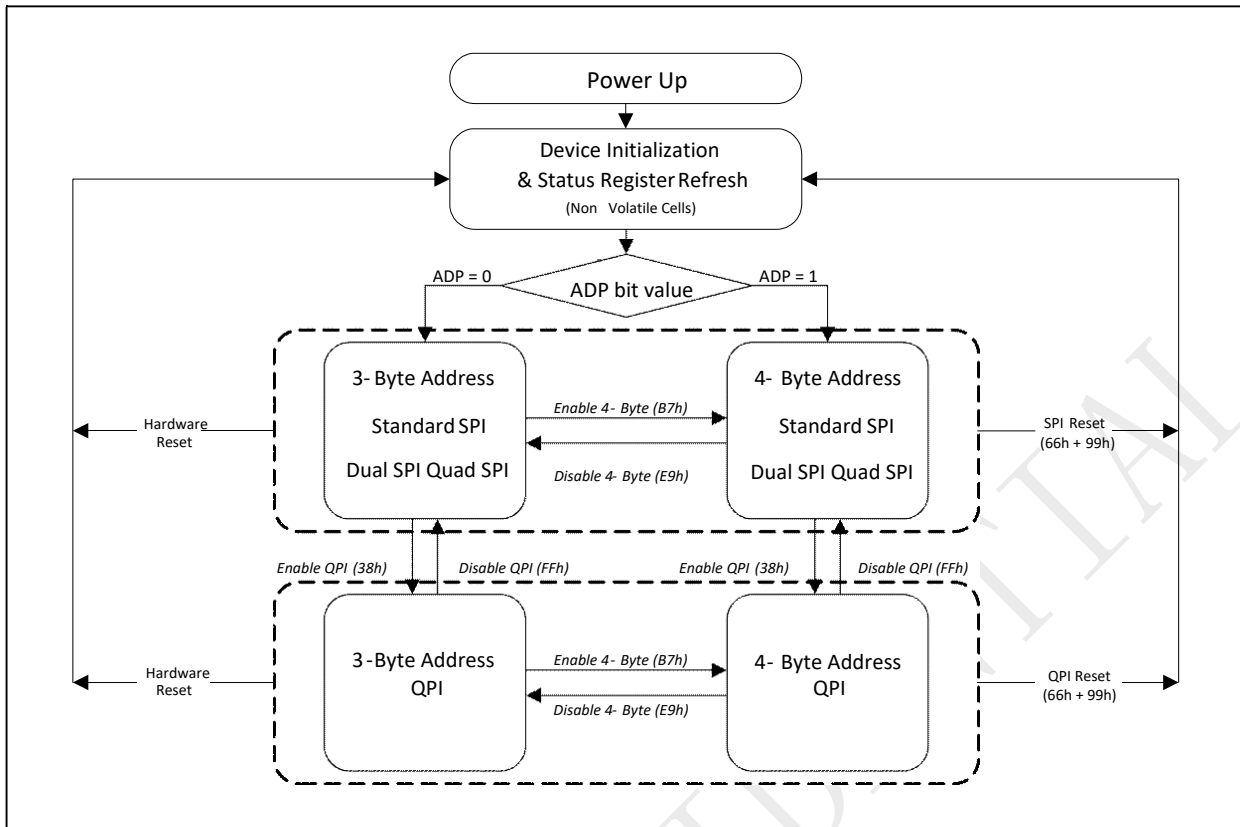 Power Up
Device Initialization
& Status Register Refresh
(Non Volatile Cells)
ADP = 0
ADP bit value
ADP = 1
3- Byte Address
Standard SPI
Dual SPI Quad SPI
Enable 4- Byte (B7h)
Disable 4- Byte (E9h)
4- Byte Address
Standard SPI
Dual SPI Quad SPI
Hardware
Reset
SPI Reset
(66h + 99h)
Enable QPI (38h)
Disable QPI (FFh)
Enable QPI (38h)
Disable QPI (FFh)
3-Byte Address
QPI
Enable 4- Byte (B7h)
Disable 4- Byte (E9h)
4- Byte Address
QPI
Hardware
Reset
QPI Reset
(66h + 99h)